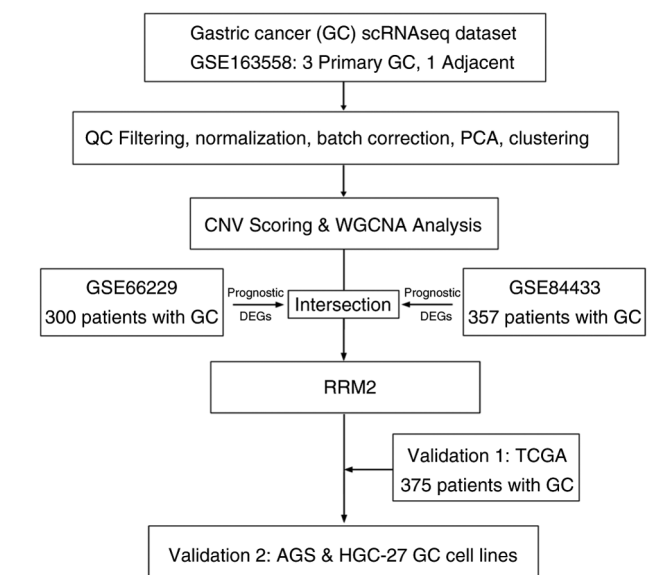 Gastric cancer (GC) scRNAseq dataset
GSE163558: 3 Primary GC, 1 Adjacent
QC Filtering, normalization, batch correction, PCA, clustering
CNV Scoring & WGCNA Analysis
GSE66229
300 patients with GC
Prognostic
DEGs
Intersection
Prognostic
DEGs
GSE84433
357 patients with GC
RRM2
Validation 1: TCGA
375 patients with GC
Validation 2: AGS & HGC-27 GC cell lines